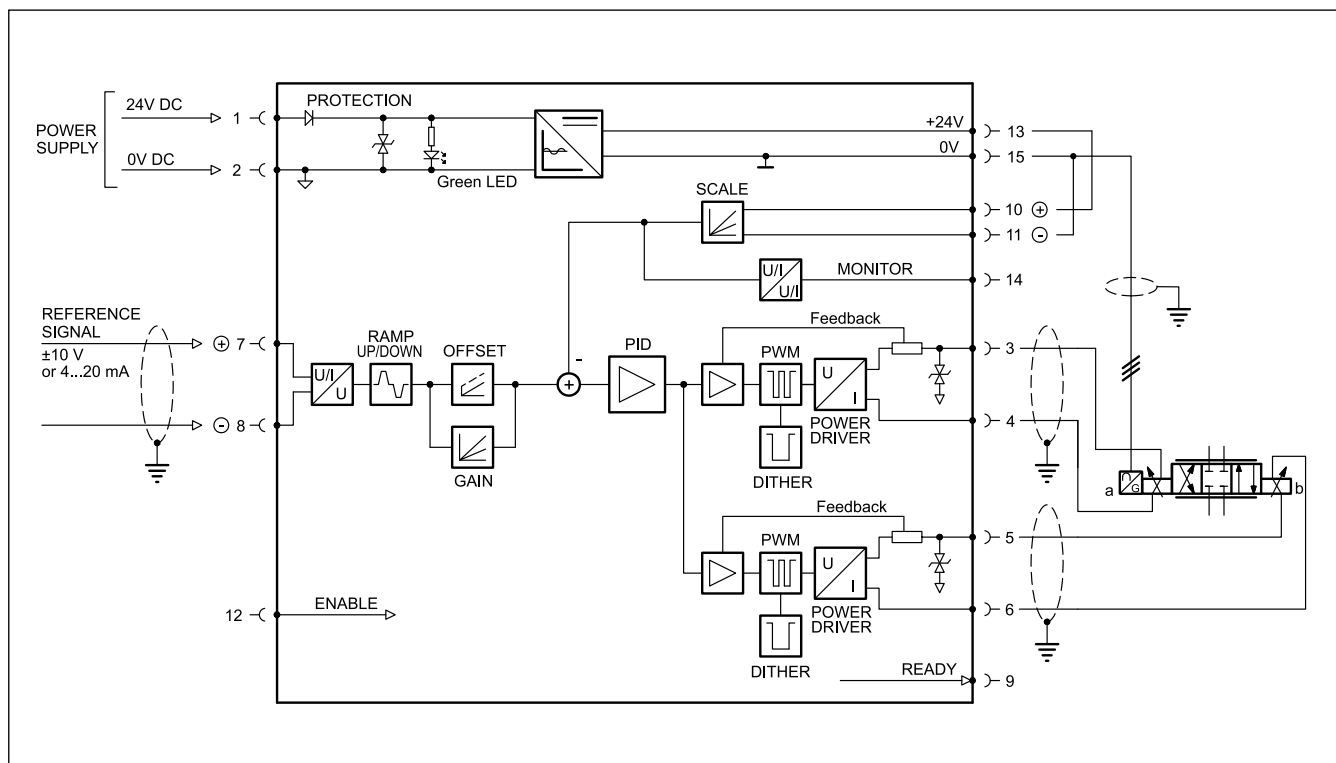 POWER
SUPPLY
24V DC
1
0V DC
2
PROTECTION
Green LED
+24V
13
0V
15
SCALE
10 +
11 -
U/I
U/I
MONITOR
14
REFERENCE
SIGNAL
±10 V
or 4...20 mA
+ 7
- 8
U/I
U
RAMP
UP/DOWN
OFFSET
GAIN
-
+
PID
Feedback
PWM
U
I
POWER
DRIVER
DITHER
3
4
a
G
b
Feedback
PWM
U
I
POWER
DRIVER
DITHER
5
6
12
ENABLE
READY
9